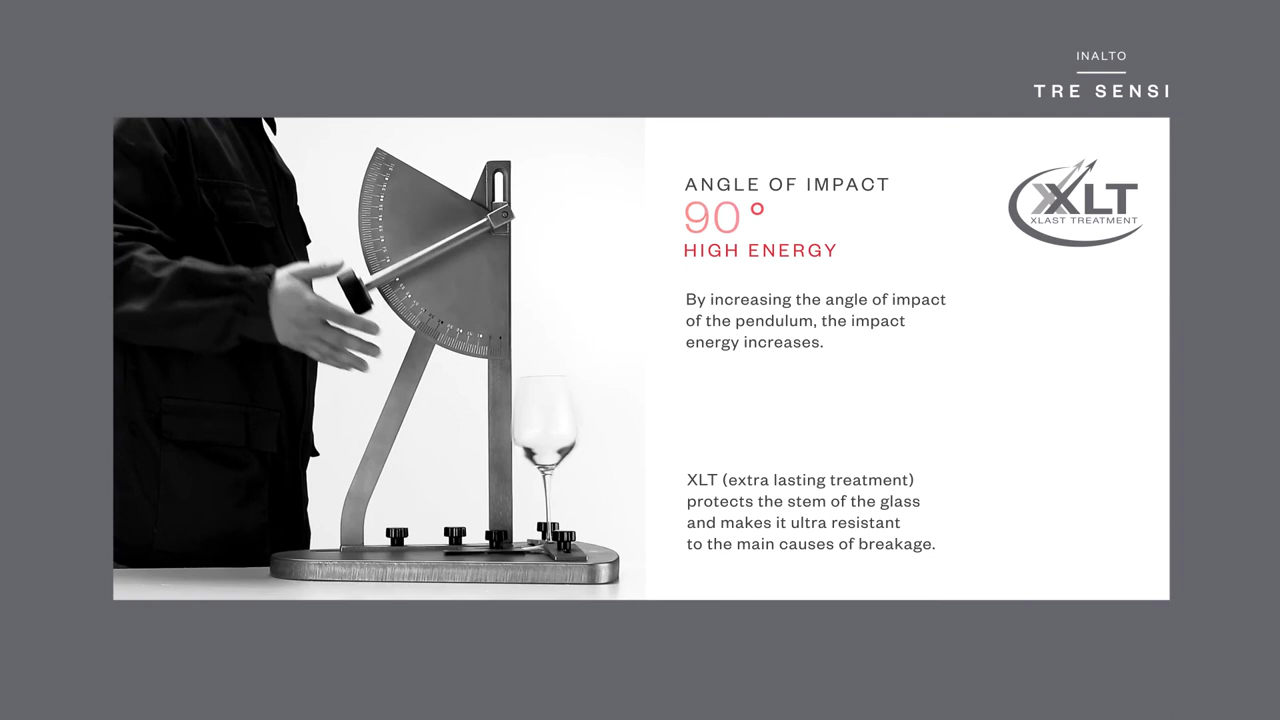 INALTO
TRE SENSI
ANGLE OF IMPACT
90°
HIGH ENERGY
XLT
XLAST TREATMENT
By increasing the angle of impact
of the pendulum, the impact
energy increases.
XLT (extra lasting treatment)
protects the stem of the glass
and makes it ultra resistant
to the main causes of breakage.